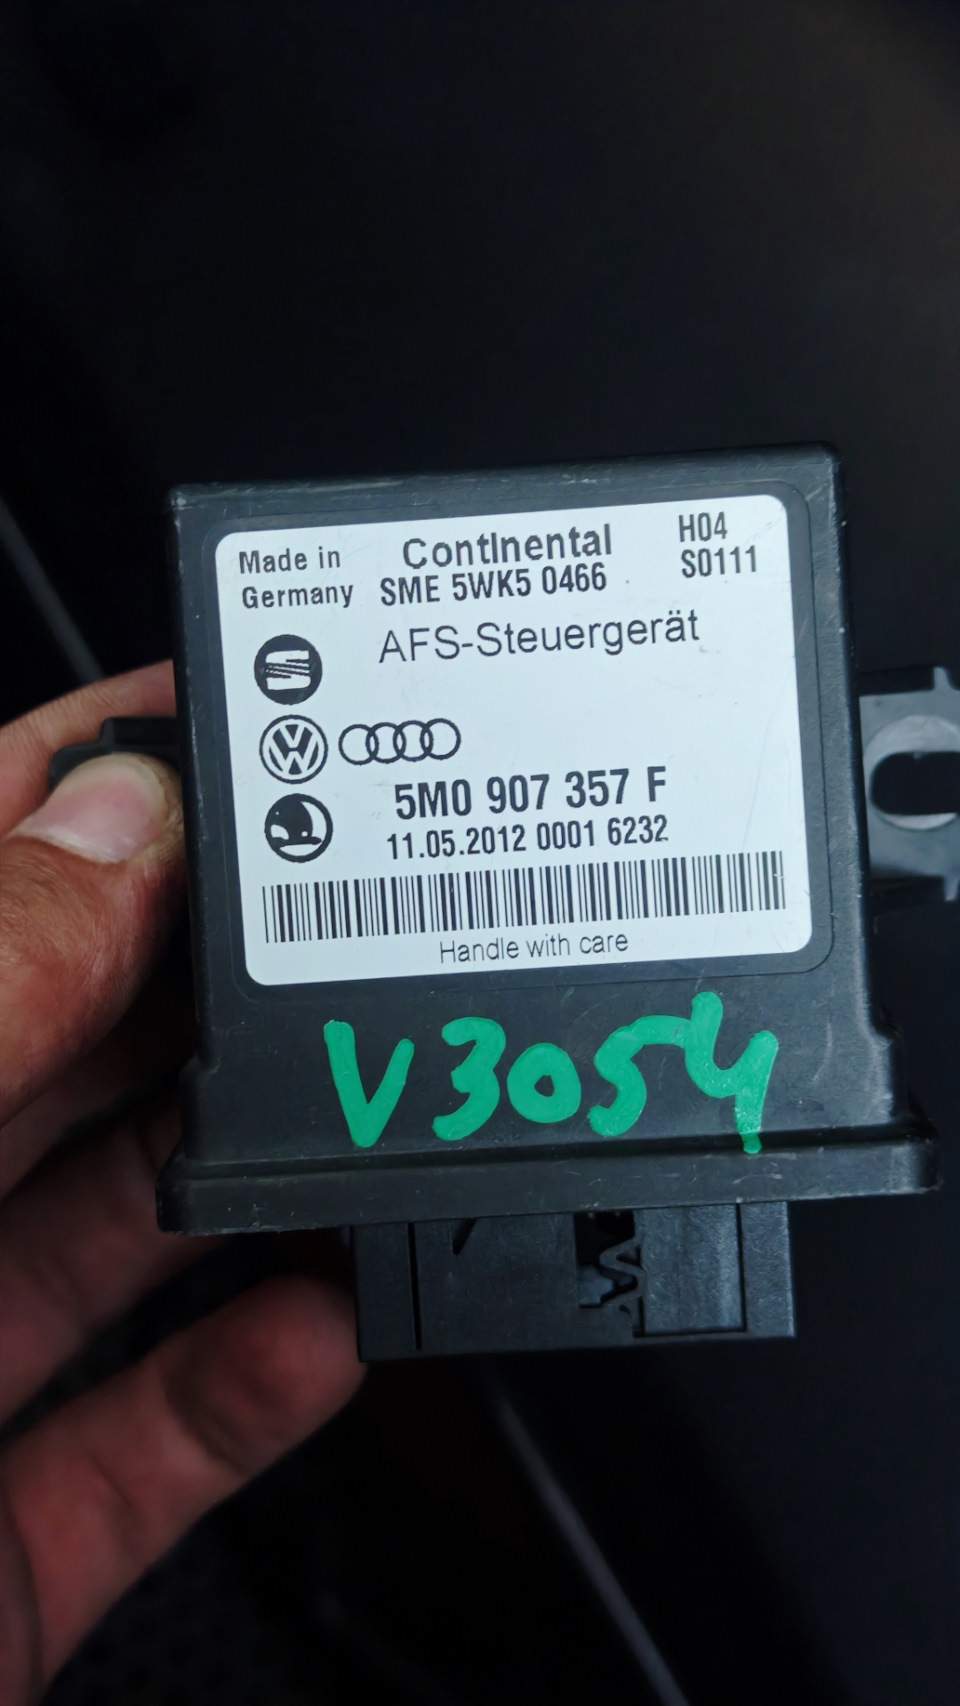 Made in
Germany
Continental
SME 5WK5 0466
H04
S0111
AFS-Steuergerät
5M0 907 357 F
11.05.2012 0001 6232
Handle with care
V3054